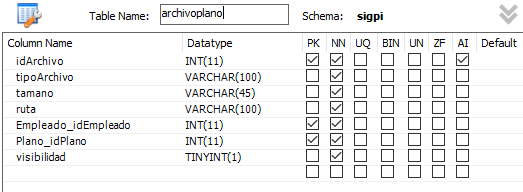 Table Name: archivoplano Schema: sigpi
Column Name Datatype PK NN UQ BIN UN ZF AI Default
idArchivo INT(11)
tipoArchivo VARCHAR(100)
tamano VARCHAR(45)
ruta VARCHAR(100)
Empleado_idEmpleado INT(11)
Plano_idPlano INT(11)
visibilidad TINYINT(1)